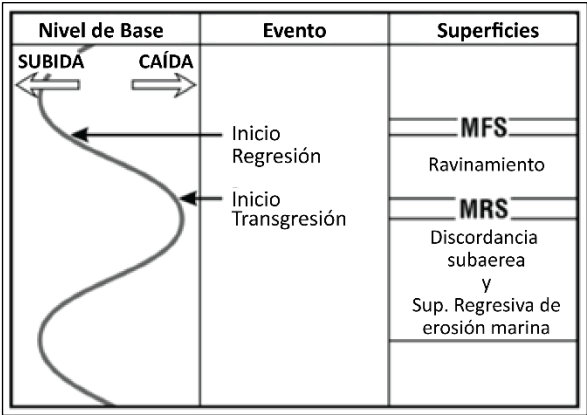 Nivel de Base
Evento
Superficies
SUBIDA
CAÍDA
Inicio
Regresión
Inicio
Transgresión
MFS
Ravinamiento
MRS
Discordancia
subaerea
y
Sup. Regresiva de
erosión marina